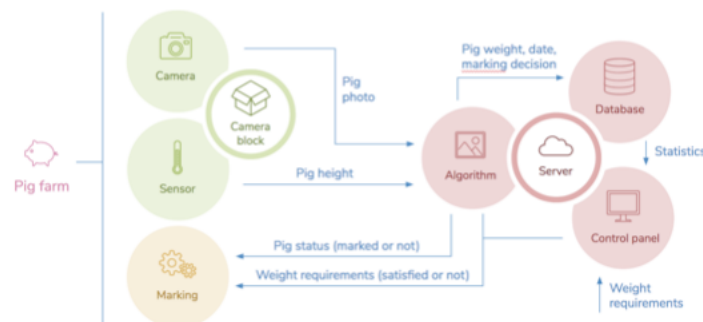 Camera
Camera
block
Sensor
Pig farm
Marking
Pig
photo
Pig height
Pig status (marked or not)
Weight requirements (satisfied or not)
Pig weight, date,
marking decision
Algorithm
Server
Database
Statistics
Control panel
Weight
requirements